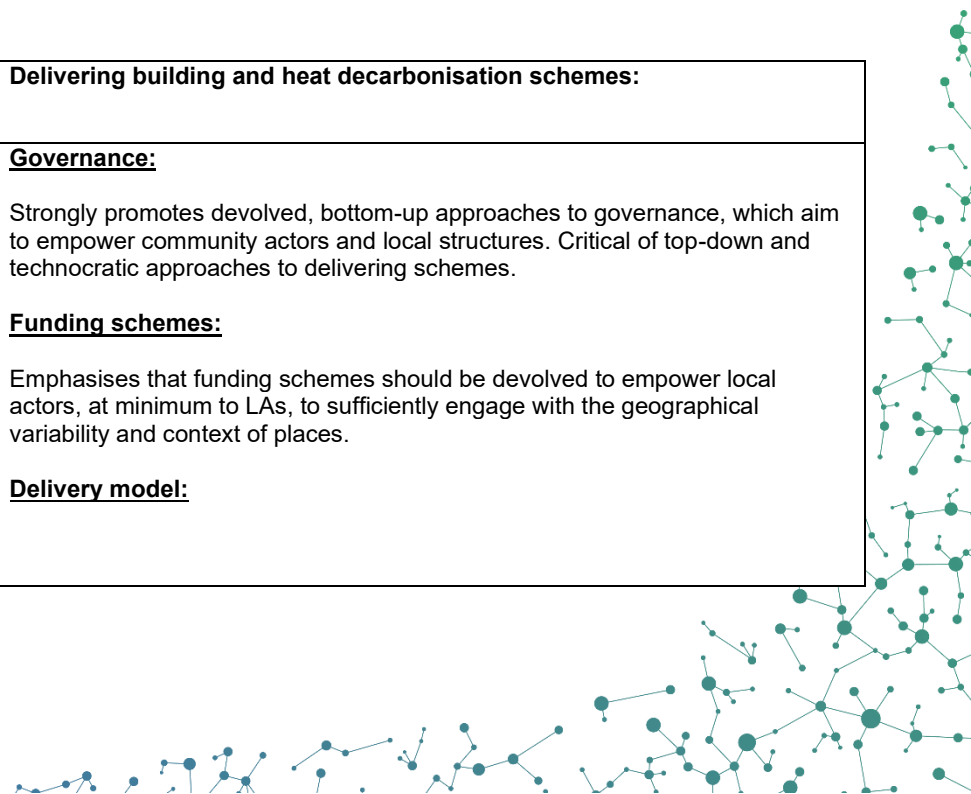 Delivering building and heat decarbonisation schemes:
Governance:
Strongly promotes devolved, bottom-up approaches to governance, which aim
to empower community actors and local structures. Critical of top-down and
technocratic approaches to delivering schemes.
Funding schemes:
Emphasises that funding schemes should be devolved to empower local
actors, at minimum to LAs, to sufficiently engage with the geographical
variability and context of places.
Delivery model: